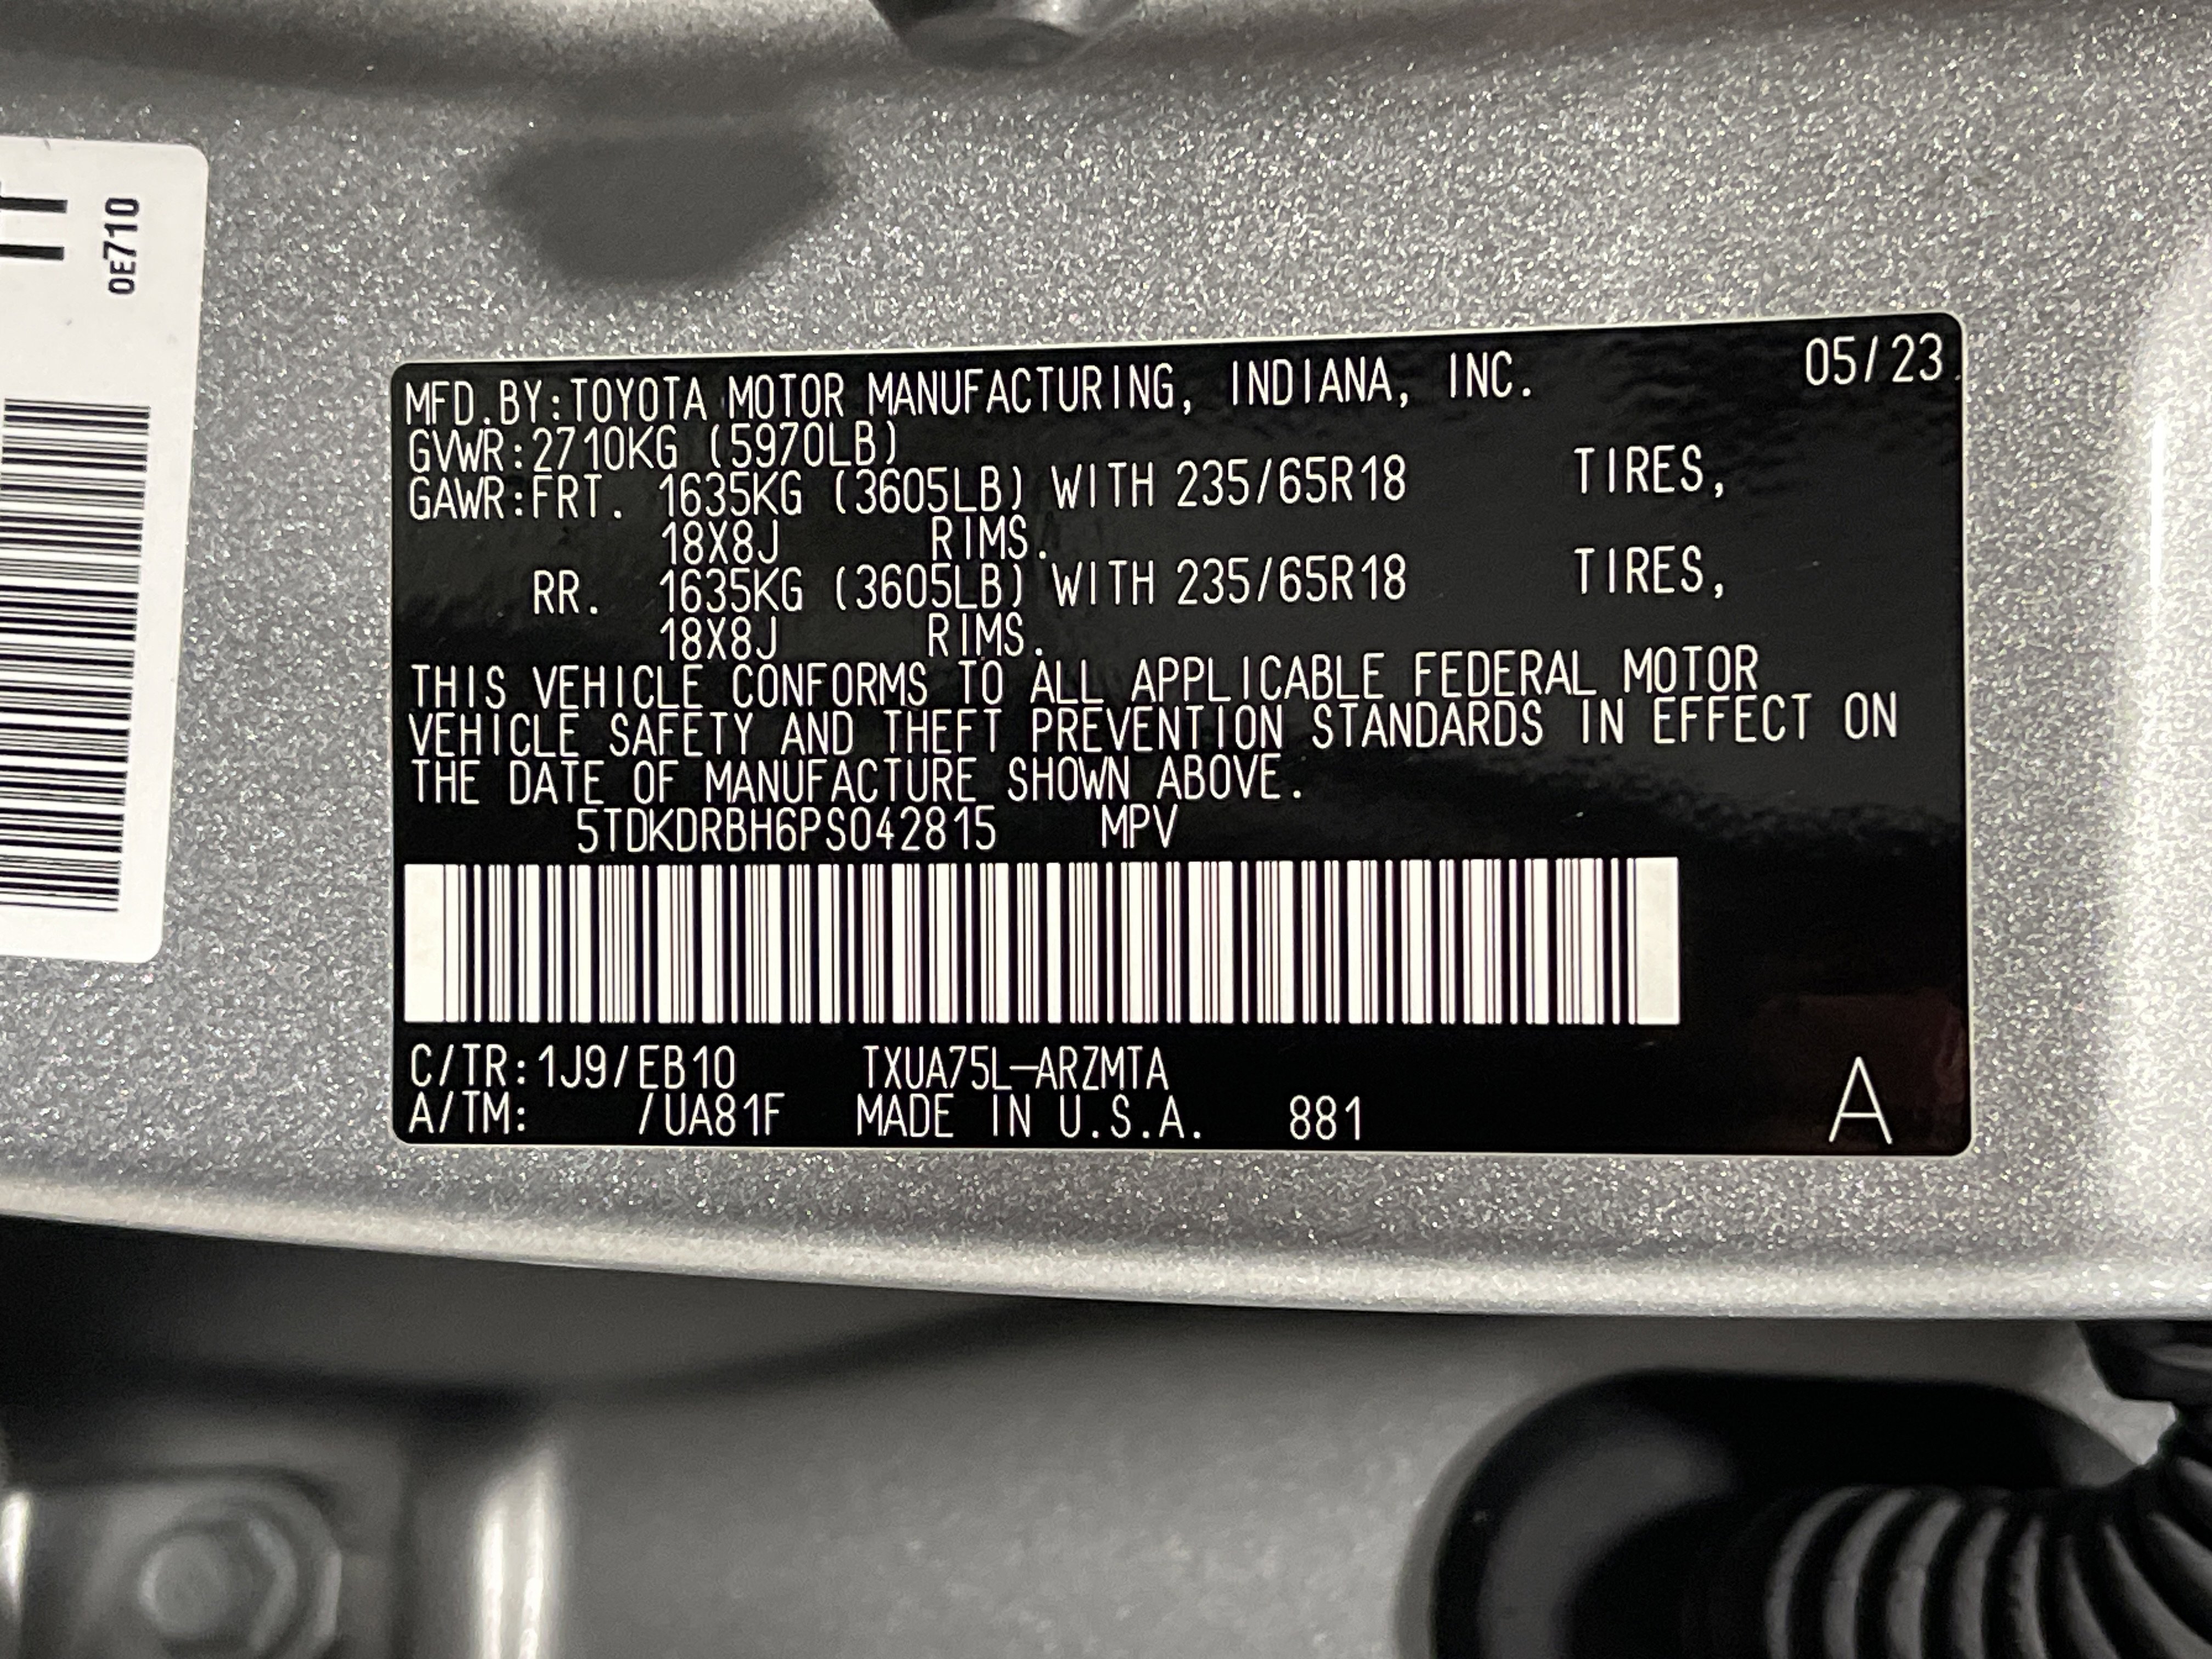 0E710
MFD.BY:TOYOTA MOTOR MANUFACTURING, INDIANA, INC. 05/23
GVWR:2710KG (5970LB)
GAWR:FRT. 1635KG (3605LB) WITH 235/65R18 TIRES,
18X8J RIMS.
RR. 1635KG (3605LB) WITH 235/65R18 TIRES,
18X8J RIMS.
THIS VEHICLE CONFORMS TO ALL APPLICABLE FEDERAL MOTOR
VEHICLE SAFETY AND THEFT PREVENTION STANDARDS IN EFFECT ON
THE DATE OF MANUFACTURE SHOWN ABOVE.
5TDKDRBH6PS042815 MPV
C/TR:1J9/EB10 TXUA75L-ARZMTA
A/TM: /UA81F MADE IN U.S.A. 881 A